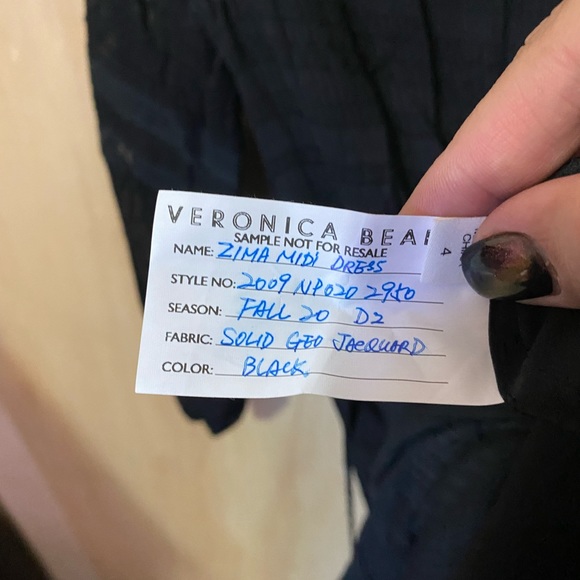 VERONICA BEA
SAMPLE NOT FOR RESALE
NAME: ZIMA MIDI DRESS
STYLE NO: 2009 NP020 2950
SEASON: FALL 20 D2
FABRIC: SOLID GEO JACQUARD
COLOR: BLACK
4